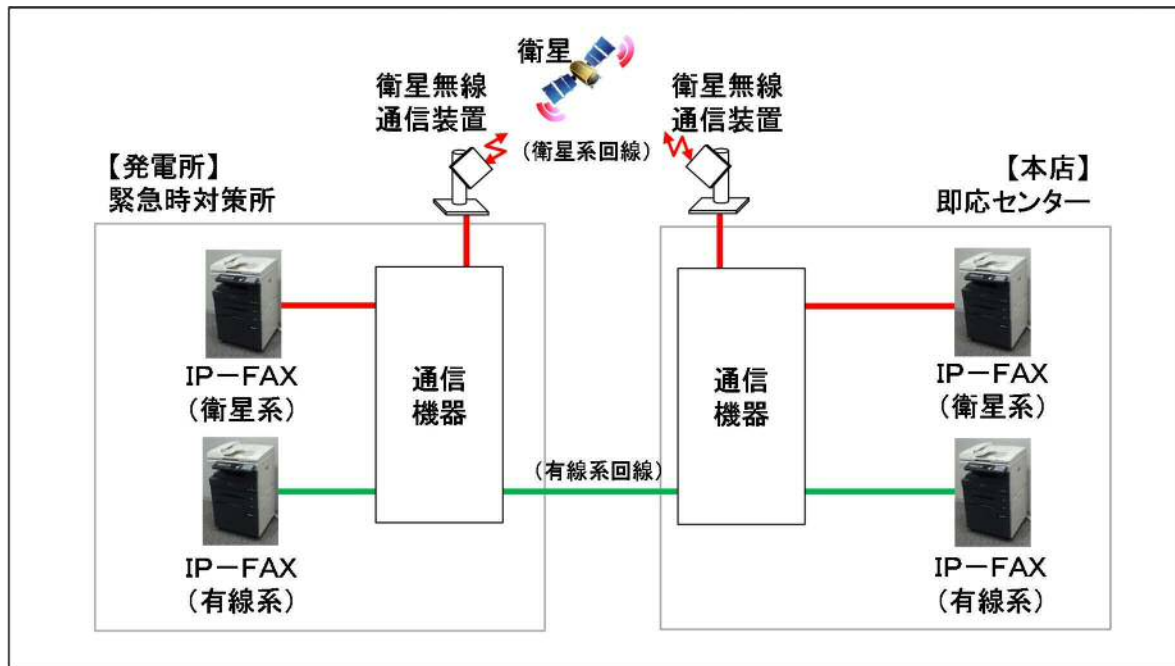 衛星
衛星無線
通信装置
衛星無線
通信装置
（衛星系回線）
【発電所】
緊急時対策所
【本店】
即応センター
IP－FAX
（衛星系）
通信
機器
通信
機器
IP－FAX
（衛星系）
（有線系回線）
IP－FAX
（有線系）
IP－FAX
（有線系）